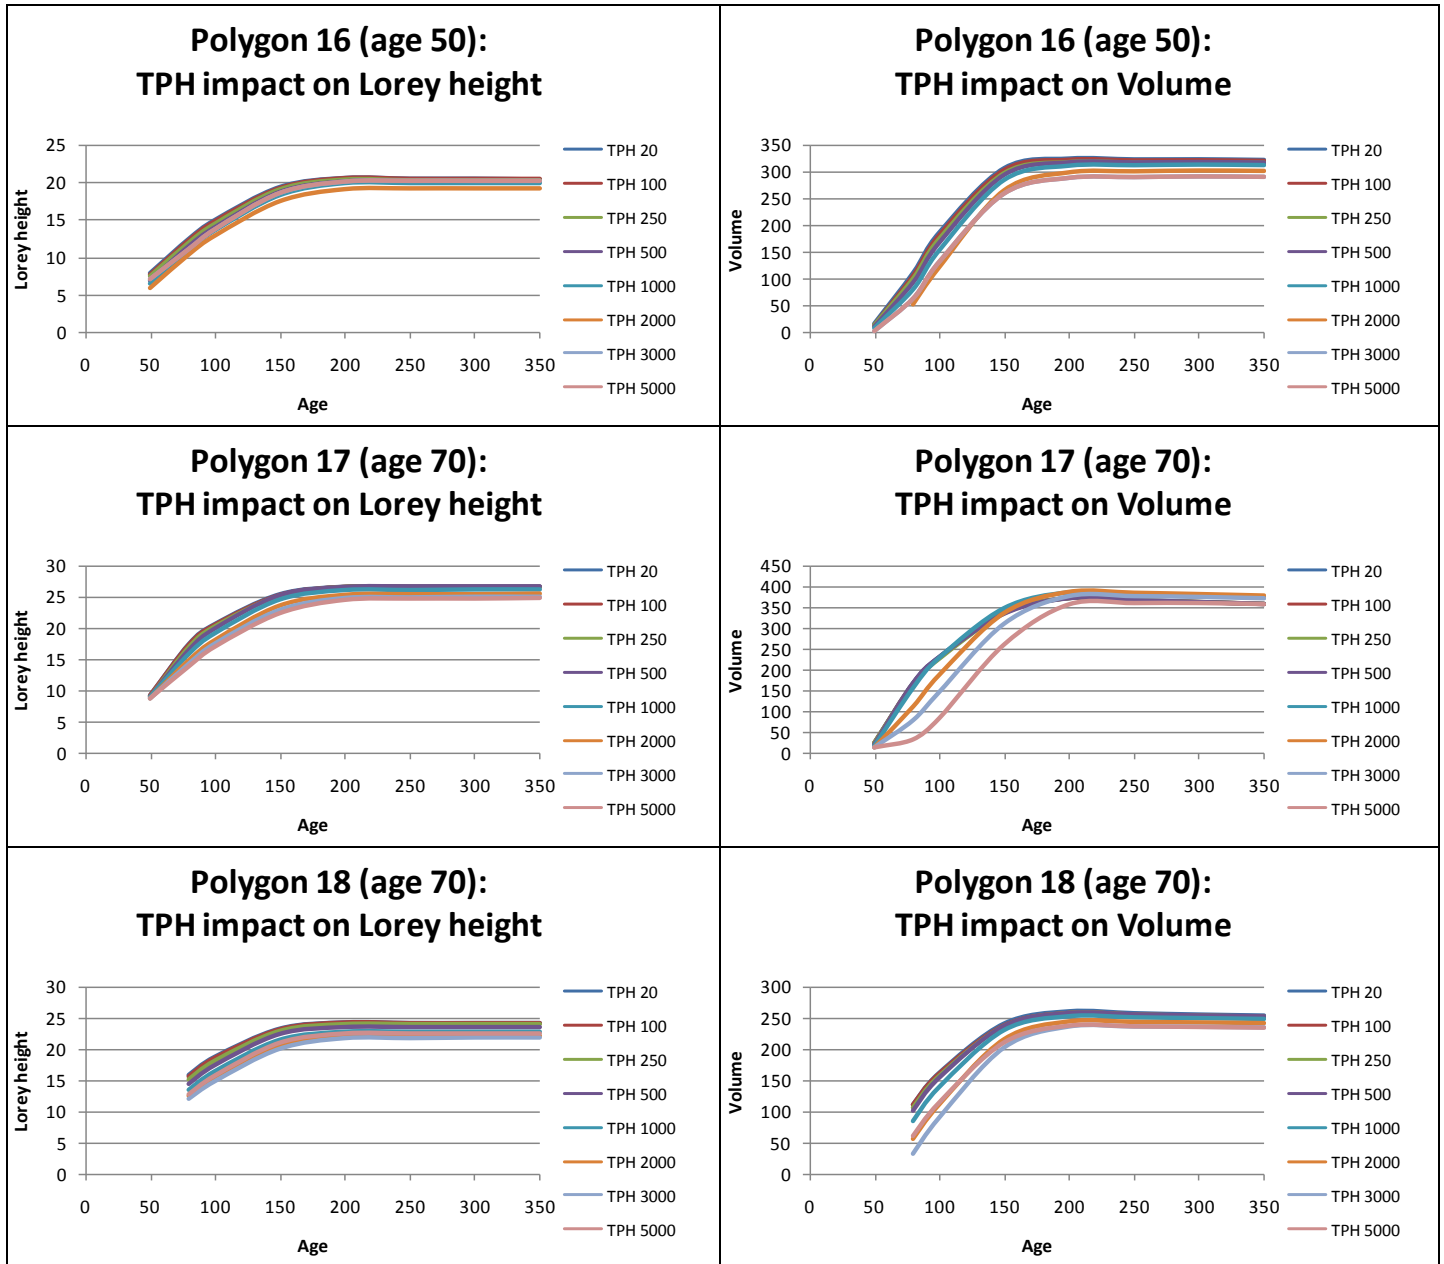 Polygon 16 (age 50):
TPH impact on Lorey height
25
20
15
10
5
0
Lorey height
0 50 100 150 200 250 300 350
Age
TPH 20
TPH 100
TPH 250
TPH 500
TPH 1000
TPH 2000
TPH 3000
TPH 5000
Polygon 16 (age 50):
TPH impact on Volume
350
300
250
200
150
100
50
0
Volume
0 50 100 150 200 250 300 350
Age
TPH 20
TPH 100
TPH 250
TPH 500
TPH 1000
TPH 2000
TPH 3000
TPH 5000
Polygon 17 (age 70):
TPH impact on Lorey height
30
25
20
15
10
5
0
Lorey height
0 50 100 150 200 250 300 350
Age
TPH 20
TPH 100
TPH 250
TPH 500
TPH 1000
TPH 2000
TPH 3000
TPH 5000
Polygon 17 (age 70):
TPH impact on Volume
450
400
350
300
250
200
150
100
50
0
Volume
0 50 100 150 200 250 300 350
Age
TPH 20
TPH 100
TPH 250
TPH 500
TPH 1000
TPH 2000
TPH 3000
TPH 5000
Polygon 18 (age 70):
TPH impact on Lorey height
30
25
20
15
10
5
0
Lorey height
0 50 100 150 200 250 300 350
Age
TPH 20
TPH 100
TPH 250
TPH 500
TPH 1000
TPH 2000
TPH 3000
TPH 5000
Polygon 18 (age 70):
TPH impact on Volume
300
250
200
150
100
50
0
Volume
0 50 100 150 200 250 300 350
Age
TPH 20
TPH 100
TPH 250
TPH 500
TPH 1000
TPH 2000
TPH 3000
TPH 5000